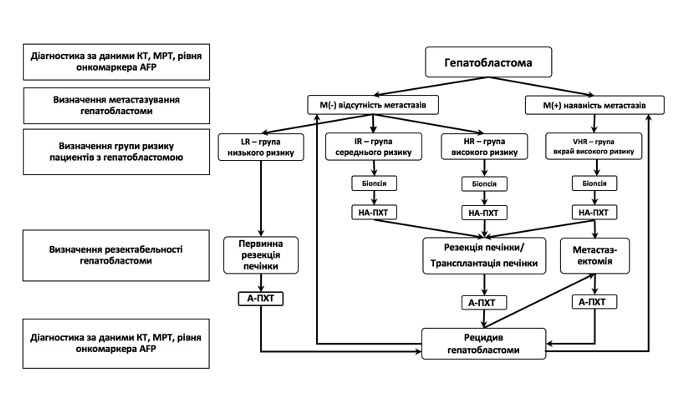 Діагностика за даними КТ, МРТ, рівня
онкомаркера AFP
Гепатобластома
Визначення метастазування
гепатобластоми
М(-) відсутність метастазів
М(+) наявність метастазів
Визначення групи ризику
пацієнтів з гепатобластомою
LR – група
низького ризику
IR – група
середнього ризику
HR – група
високого ризику
VHR – група
вкрай високого ризику
Біопсія
Біопсія
Біопсія
НА-ПХТ
НА-ПХТ
НА-ПХТ
Визначення резектабельності
гепатобластоми
Первинна
резекція
печінки
Резекція печінки/
Трансплантація печінки
Метастаз-
ектомія
А-ПХТ
А-ПХТ
А-ПХТ
Діагностика за даними КТ, МРТ, рівня
онкомаркера AFP
Рецидив
гепатобластоми